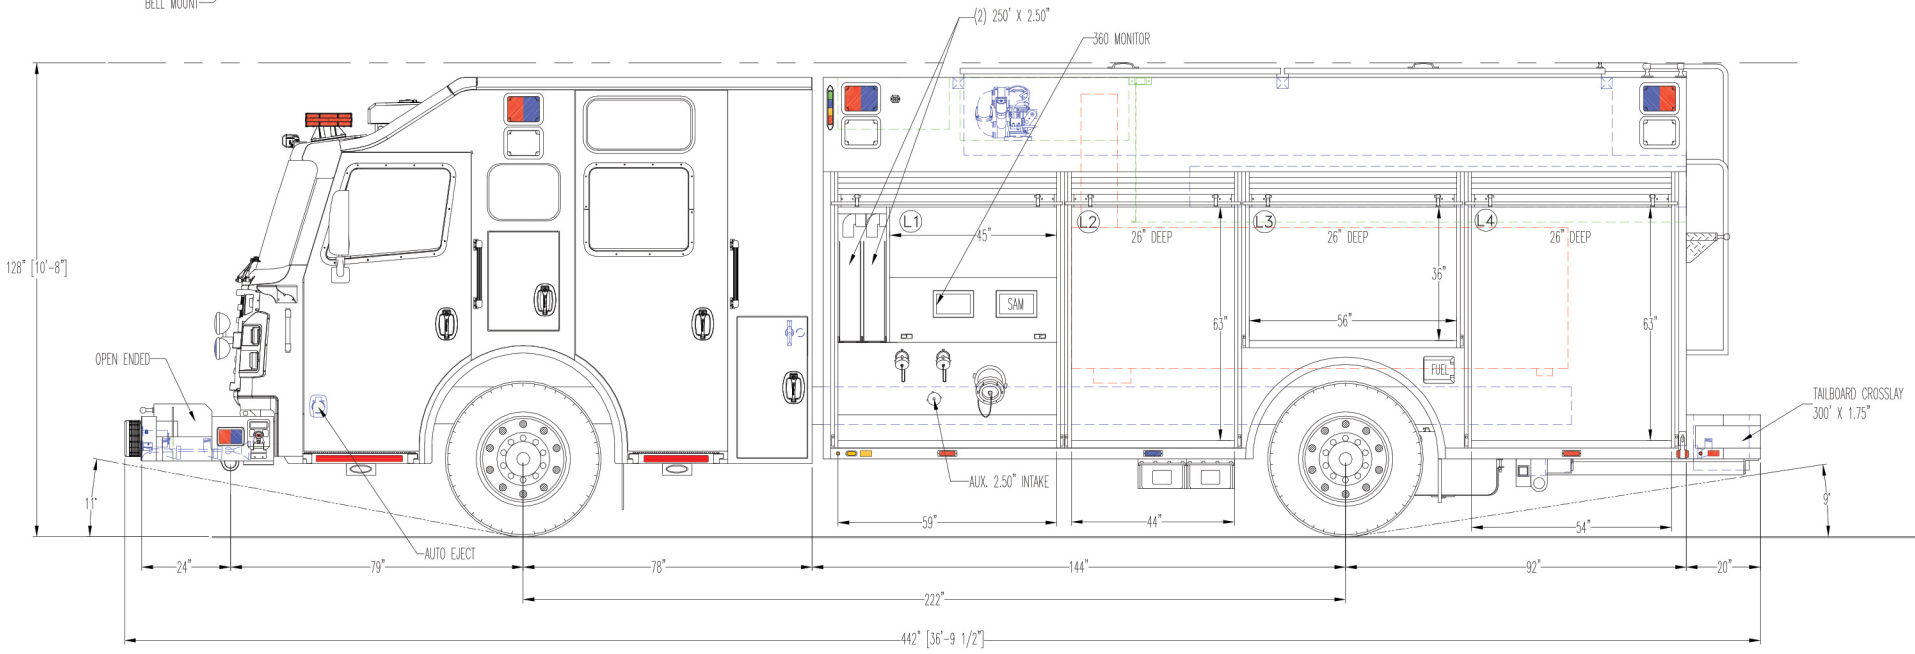 BELL MOUNT
(2) 250' X 2.50"
360 MONITOR
128" [10'-8"]
L1
L2
L3
L4
45"
26" DEEP
26" DEEP
26" DEEP
36"
SAM
63"
56"
63"
OPEN ENDED
FUEL
TAILBOARD CROSSLAY
300' X 1.75"
AUX. 2.50" INTAKE
11°
9°
59"
44"
54"
AUTO EJECT
24"
79"
78"
144"
92"
20"
222"
442" [36'-9 1/2"]